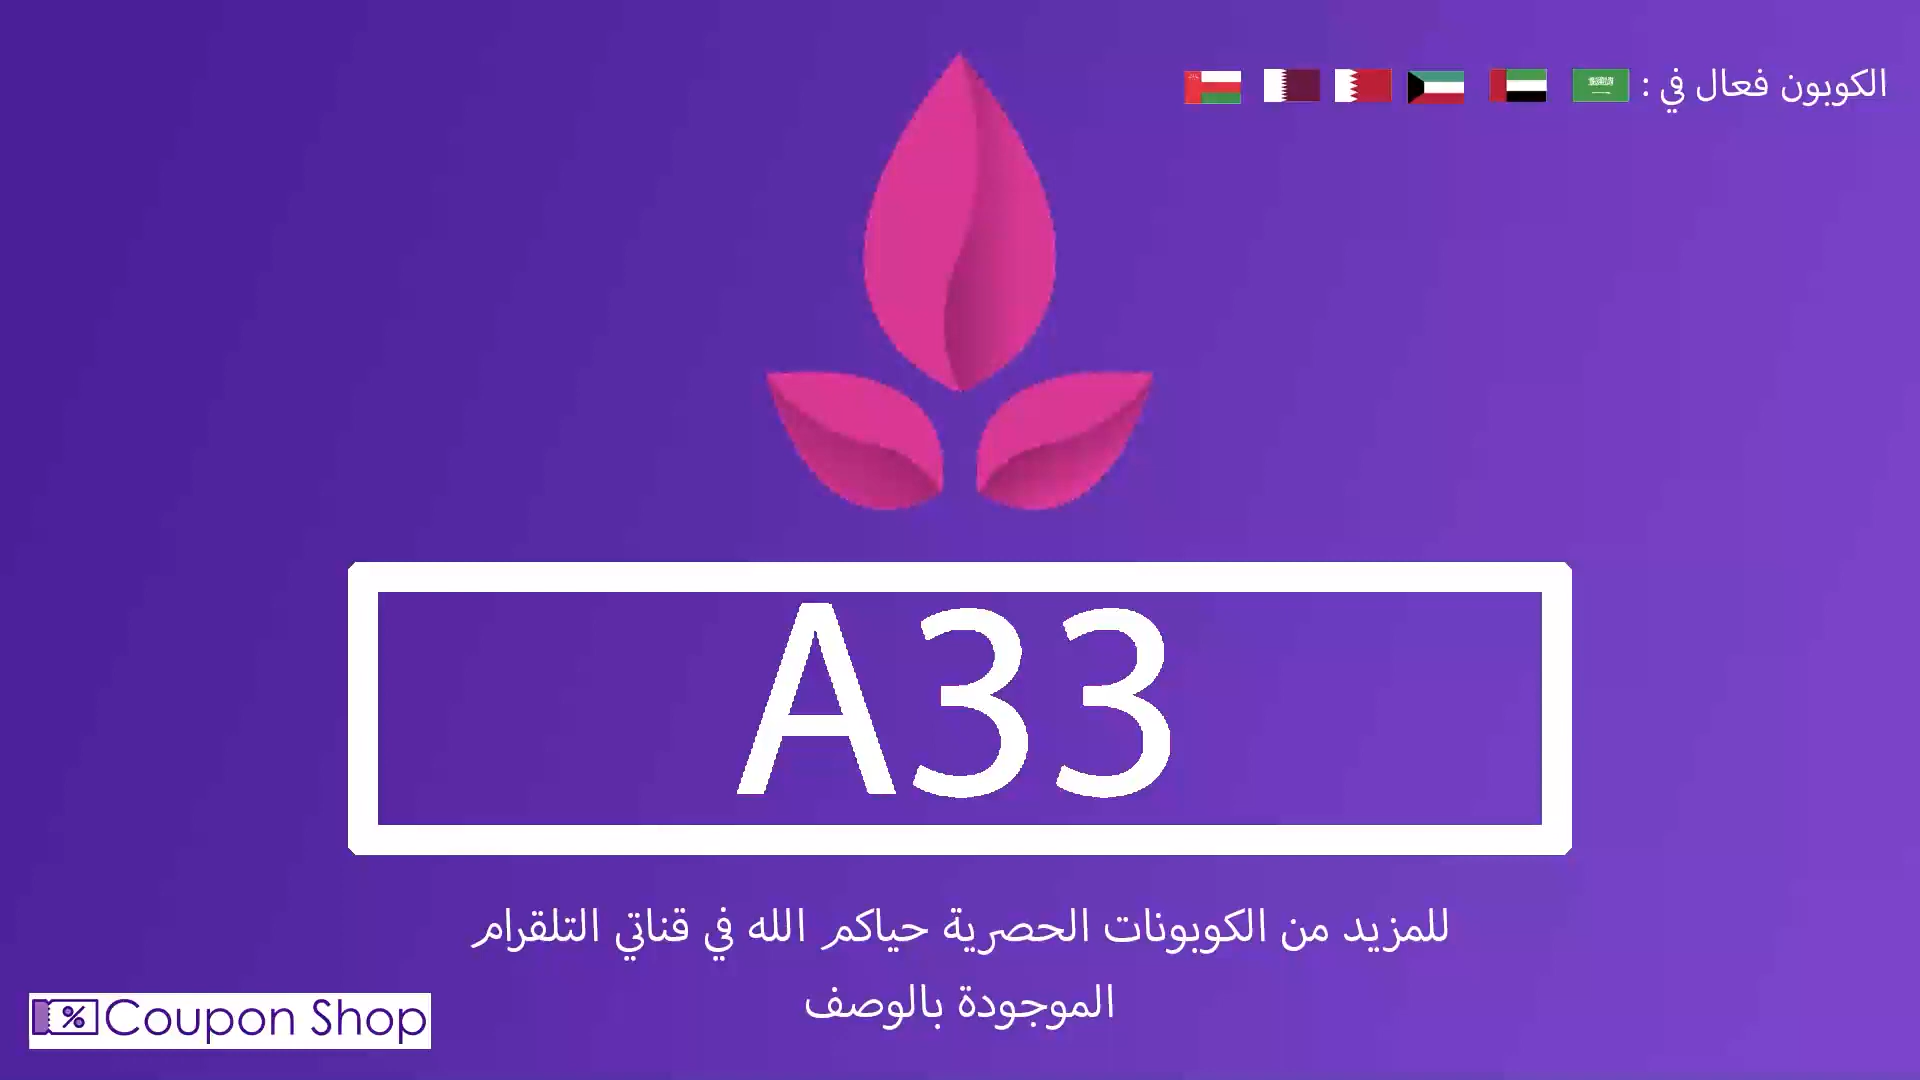 الكوبون فعال في :
A33
للمزيد من الكوبونات الحصرية حياكم الله في قناتي التلقرام
الموجودة بالوصف
Coupon Shop